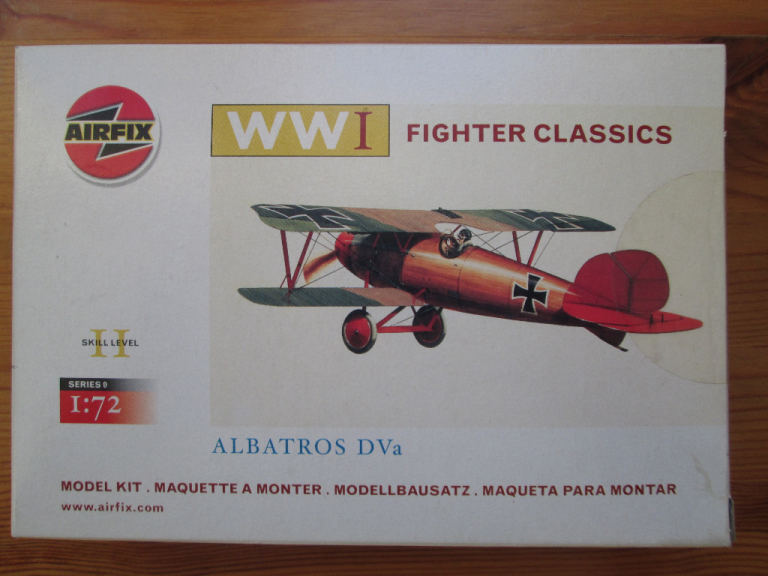 AIRFIX
WWI FIGHTER CLASSICS
II
SKILL LEVEL
SERIES 0
1:72
ALBATROS DVa
MODEL KIT . MAQUETTE A MONTER . MODELLBAUSATZ . MAQUETA PARA MONTAR
www.airfix.com